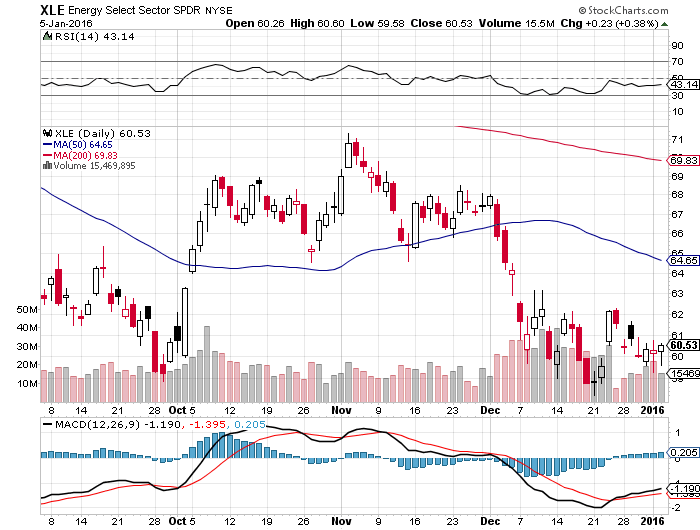 XLE Energy Select Sector SPDR NYSE © StockCharts.com
5-Jan-2016 Open 60.26 High 60.60 Low 59.58 Close 60.53 Volume 15.5M Chg +0.23 (+0.38%)
RSI(14) 43.14
90
70
50
43.14
30
10
XLE (Daily) 60.53
MA(50) 64.65
MA(200) 69.83
Volume 15,469,895
71
70
69.83
69
68
67
66
65
64.65
64
63
62
61
60.53
60
59
15469
50M
40M
30M
20M
10M
8 14 21 28 Oct 5 12 19 26 Nov 9 16 23 Dec 7 14 21 28 2016
MACD(12,26,9) -1.190, -1.395, 0.205
1
0.205
-1.190
-1.395
-2
8 14 21 28 Oct 5 12 19 26 Nov 9 16 23 Dec 7 14 21 28 2016